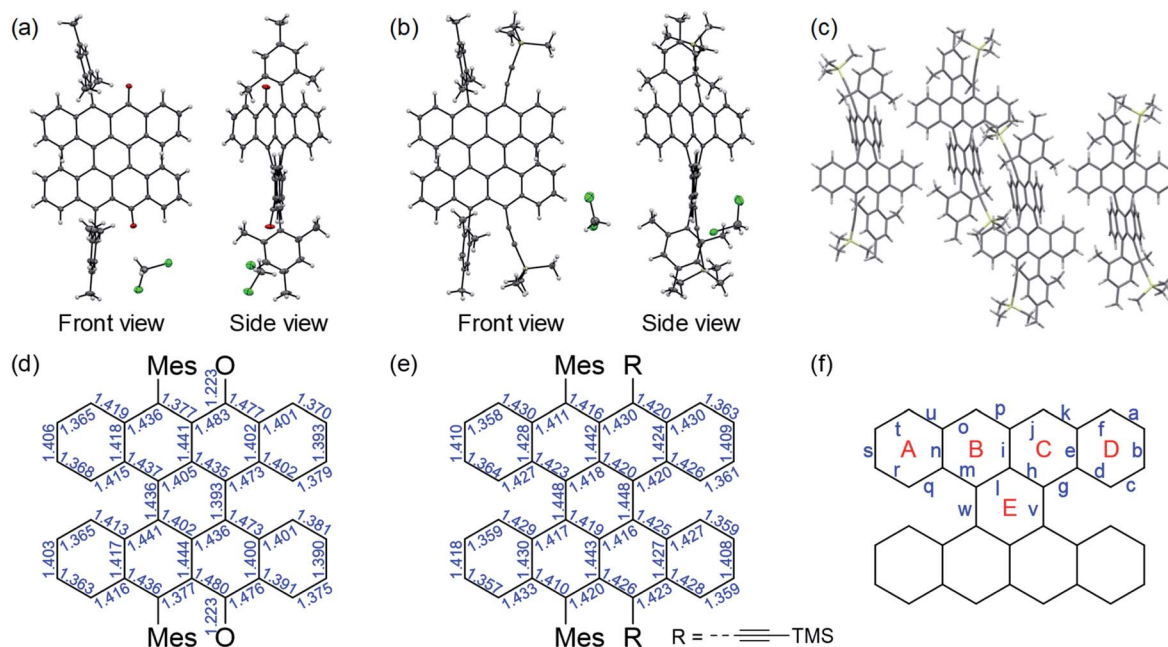 (a)
(b)
(c)
Front view
Side view
Front view
Side view
(d)
Mes
O
1.223
1.419
1.377
1.477
1.370
1.365
1.436
1.483
1.401
1.406
1.418
1.441
1.402
1.393
1.368
1.437
1.435
1.402
1.415
1.405
1.473
1.379
1.436
1.393
1.413
1.402
1.473
1.381
1.365
1.441
1.436
1.401
1.403
1.417
1.444
1.400
1.390
1.363
1.436
1.480
1.391
1.416
1.377
1.476
1.375
1.223
Mes
O
(e)
Mes
R
1.430
1.416
1.420
1.363
1.358
1.411
1.430
1.430
1.410
1.428
1.442
1.424
1.409
1.364
1.423
1.420
1.426
1.427
1.418
1.420
1.361
1.448
1.448
1.429
1.419
1.425
1.359
1.359
1.417
1.416
1.427
1.418
1.430
1.443
1.427
1.408
1.357
1.410
1.426
1.428
1.433
1.420
1.423
1.359
Mes
R
R =
TMS
(f)
u
p
k
a
t
o
j
f
s
A
n
B
i
C
e
D
b
r
m
h
d
q
l
g
c
w
E
v